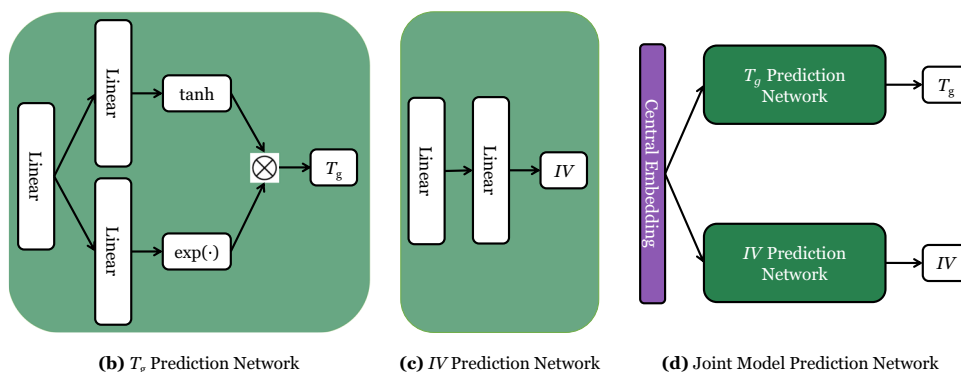 Linear
Linear
tanh
Linear
exp(·)
⊗
T_g
(b) T_g Prediction Network
Linear
Linear
IV
(c) IV Prediction Network
Central Embedding
T_g Prediction
Network
T_g
IV Prediction
Network
IV
(d) Joint Model Prediction Network